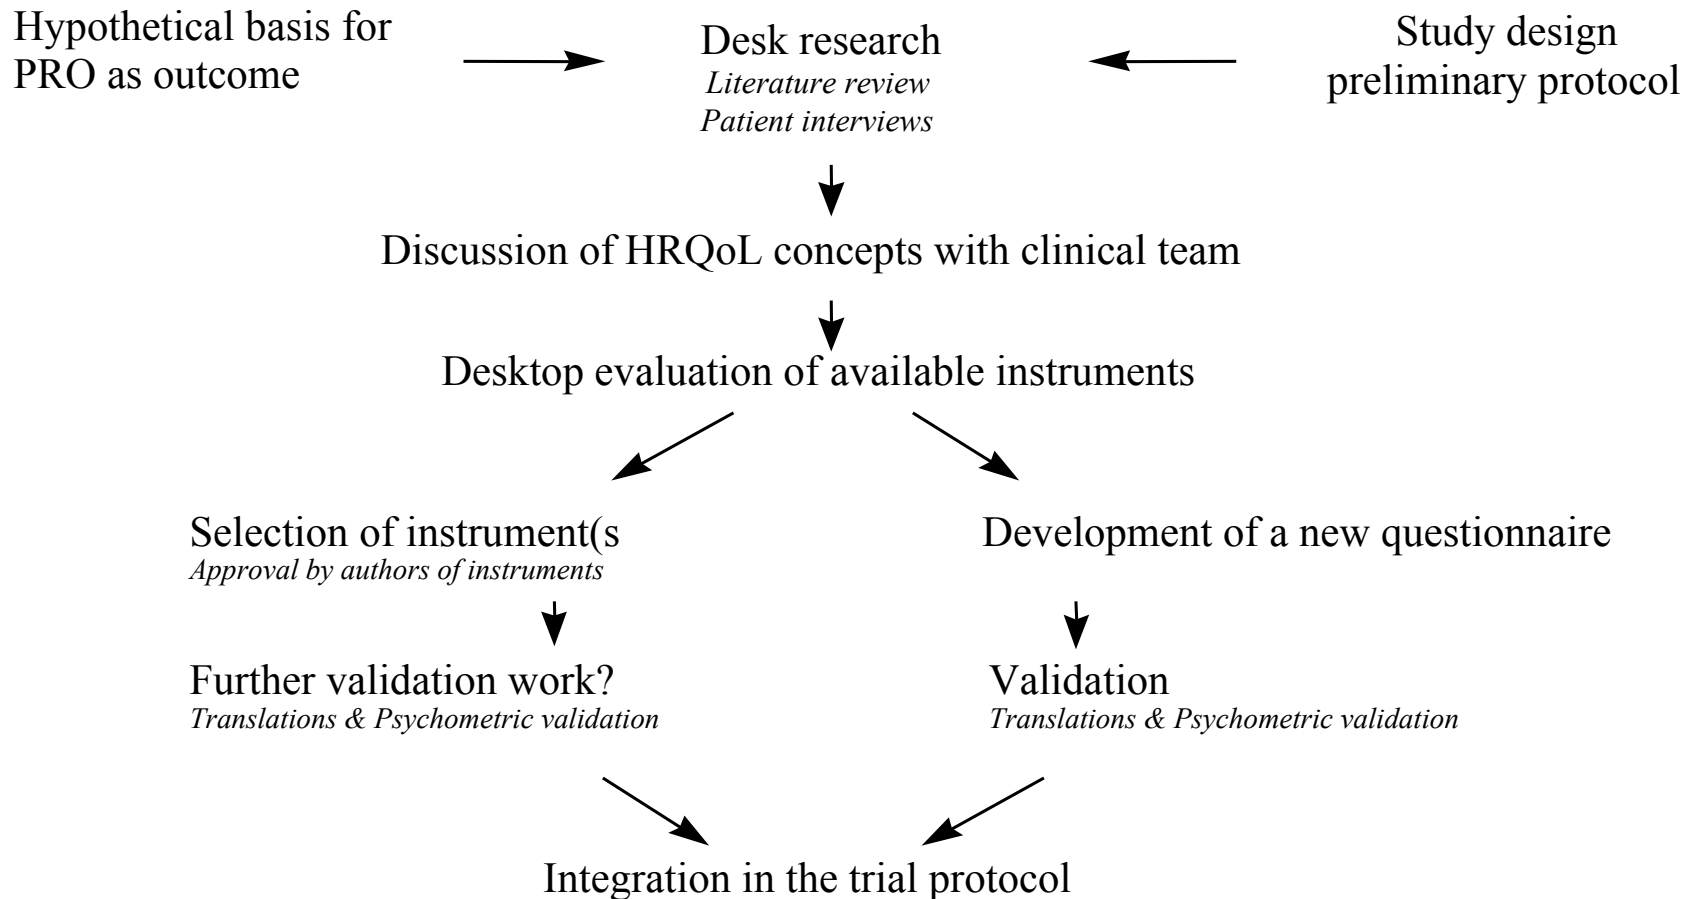 Hypothetical basis for
PRO as outcome
Desk research
Literature review
Patient interviews
Study design
preliminary protocol
Discussion of HRQoL concepts with clinical team
Desktop evaluation of available instruments
Selection of instrument(s
Approval by authors of instruments
Development of a new questionnaire
Further validation work?
Translations & Psychometric validation
Validation
Translations & Psychometric validation
Integration in the trial protocol